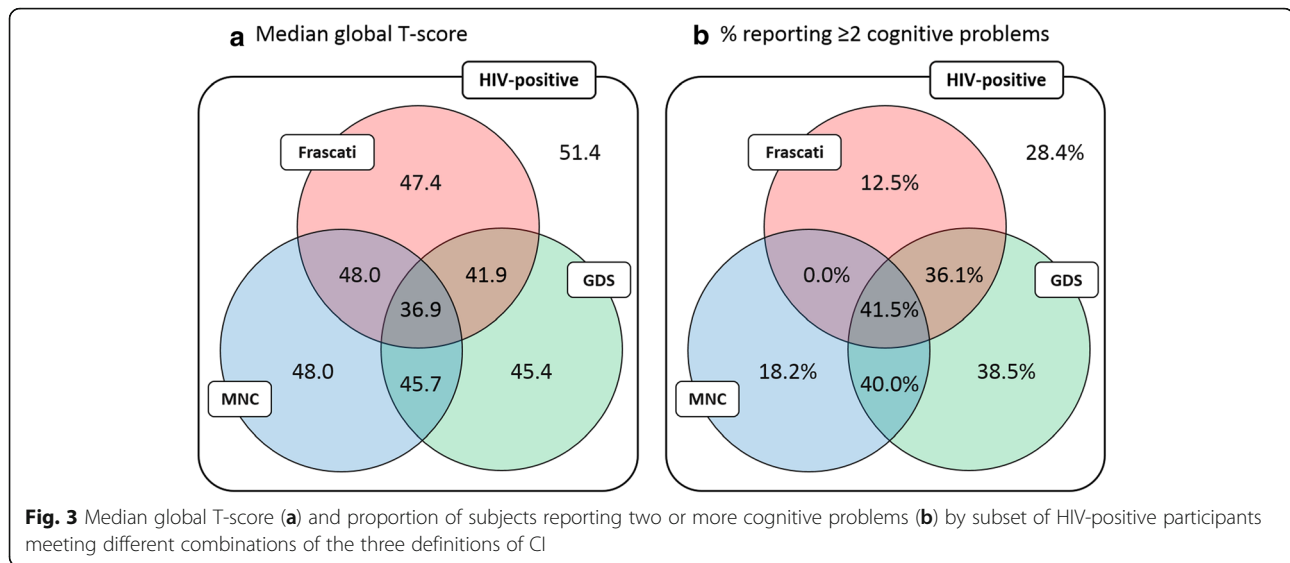 a Median global T-score
HIV-positive
Frascati
51.4
47.4
48.0
41.9
GDS
36.9
48.0
45.7
45.4
MNC
b % reporting ≥2 cognitive problems
HIV-positive
Frascati
28.4%
12.5%
0.0%
36.1%
GDS
41.5%
18.2%
40.0%
38.5%
MNC
Fig. 3 Median global T-score (a) and proportion of subjects reporting two or more cognitive problems (b) by subset of HIV-positive participants
meeting different combinations of the three definitions of CI